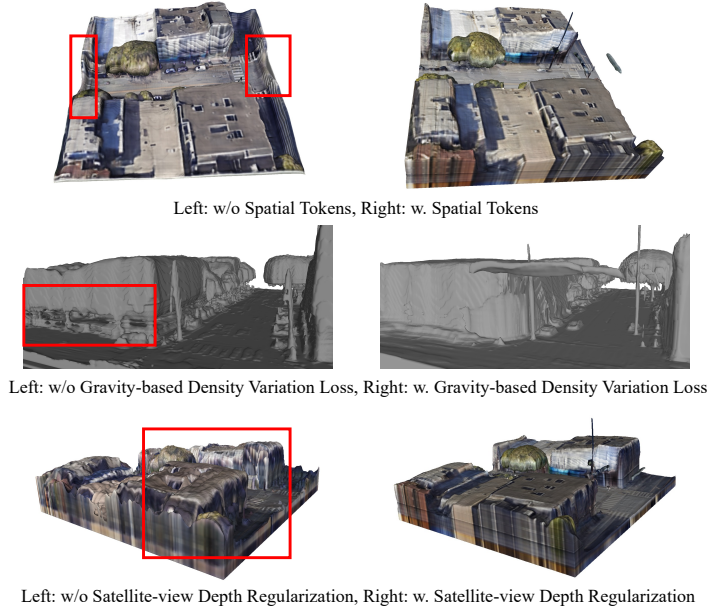 Left: w/o Spatial Tokens, Right: w. Spatial Tokens
Left: w/o Gravity-based Density Variation Loss, Right: w. Gravity-based Density Variation Loss
Left: w/o Satellite-view Depth Regularization, Right: w. Satellite-view Depth Regularization